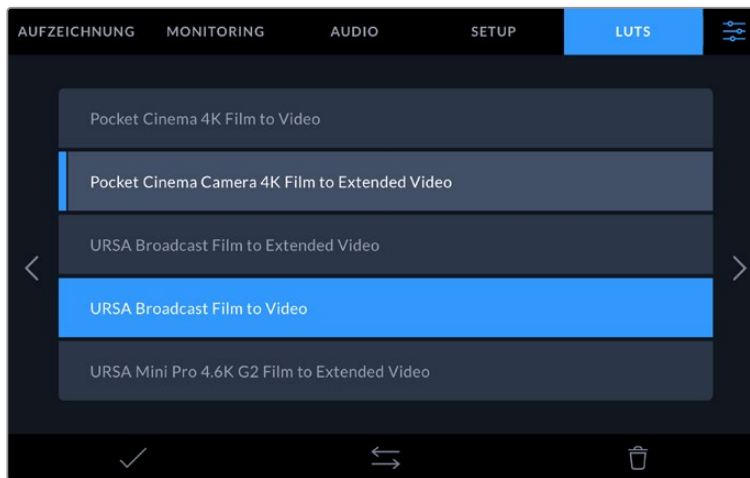 AUFZEICHNUNG MONITORING AUDIO SETUP LUTS
Pocket Cinema 4K Film to Video
Pocket Cinema Camera 4K Film to Extended Video
URSA Broadcast Film to Extended Video
URSA Broadcast Film to Video
URSA Mini Pro 4.6K G2 Film to Extended Video